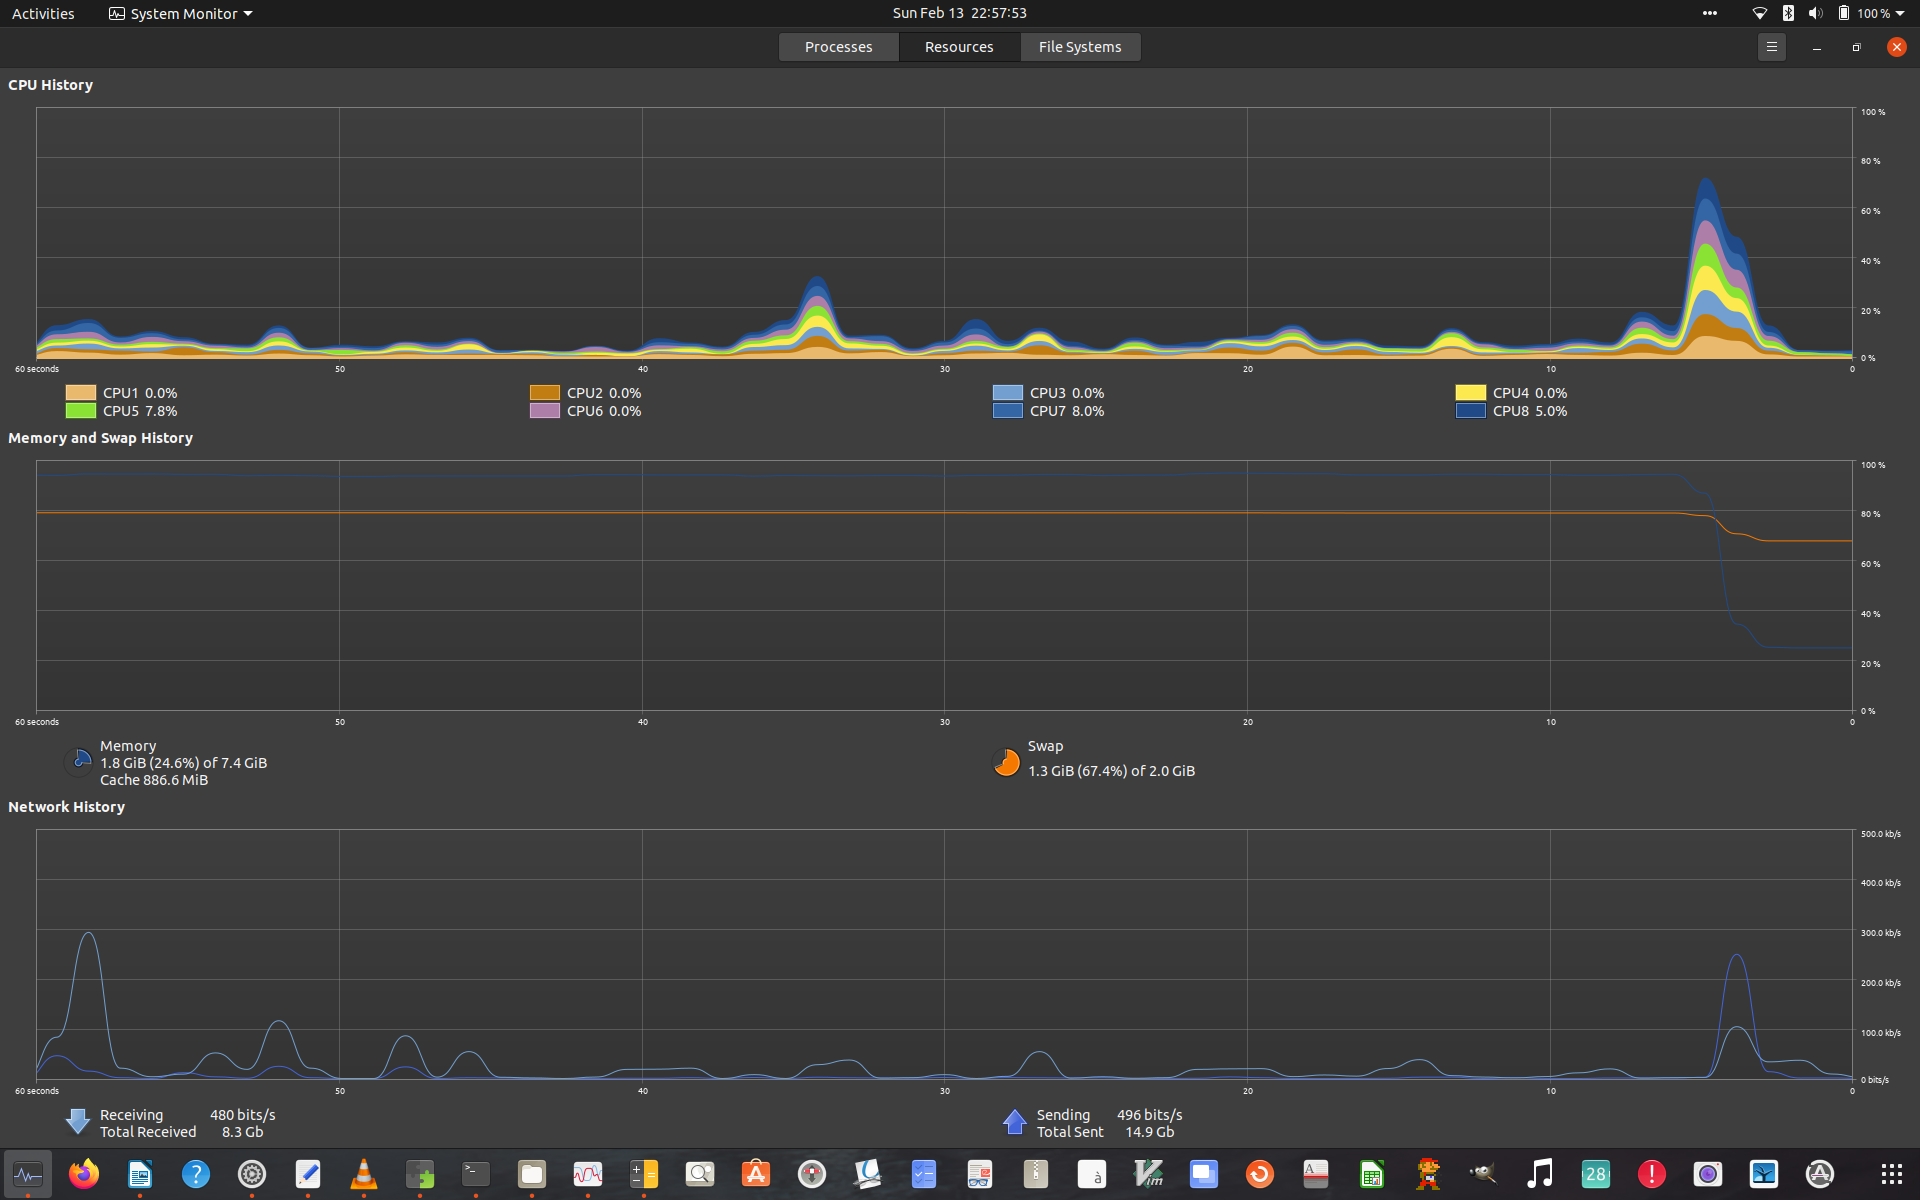 Activities System Monitor Sun Feb 13 22:57:53 100 %
Processes Resources File Systems
CPU History
100 %
80 %
60 %
40 %
20 %
0 %
60 seconds 50 40 30 20 10 0
CPU1 0.0% CPU2 0.0% CPU3 0.0% CPU4 0.0%
CPU5 7.8% CPU6 0.0% CPU7 8.0% CPU8 5.0%
Memory and Swap History
100 %
80 %
60 %
40 %
20 %
0 %
60 seconds 50 40 30 20 10 0
Memory
1.8 GiB (24.6%) of 7.4 GiB
Cache 886.6 MiB
Swap
1.3 GiB (67.4%) of 2.0 GiB
Network History
500.0 kb/s
400.0 kb/s
300.0 kb/s
200.0 kb/s
100.0 kb/s
0 bits/s
60 seconds 50 40 30 20 10 0
Receiving 480 bits/s
Total Received 8.3 Gb
Sending 496 bits/s
Total Sent 14.9 Gb
? >_ à Vim A 28 !